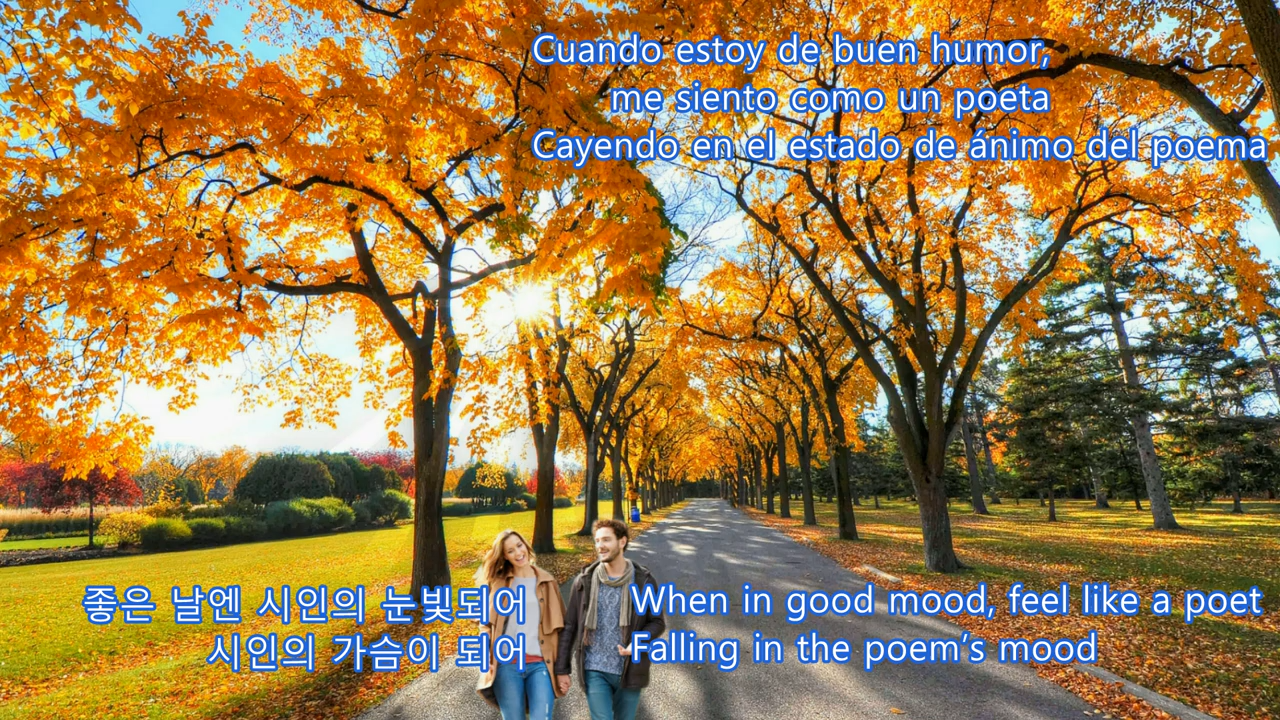 Cuando estoy de buen humor,
me siento como un poeta
Cayendo en el estado de ánimo del poema
좋은 날엔 시인의 눈빛되어
시인의 가슴이 되어
When in good mood, feel like a poet
Falling in the poem's mood